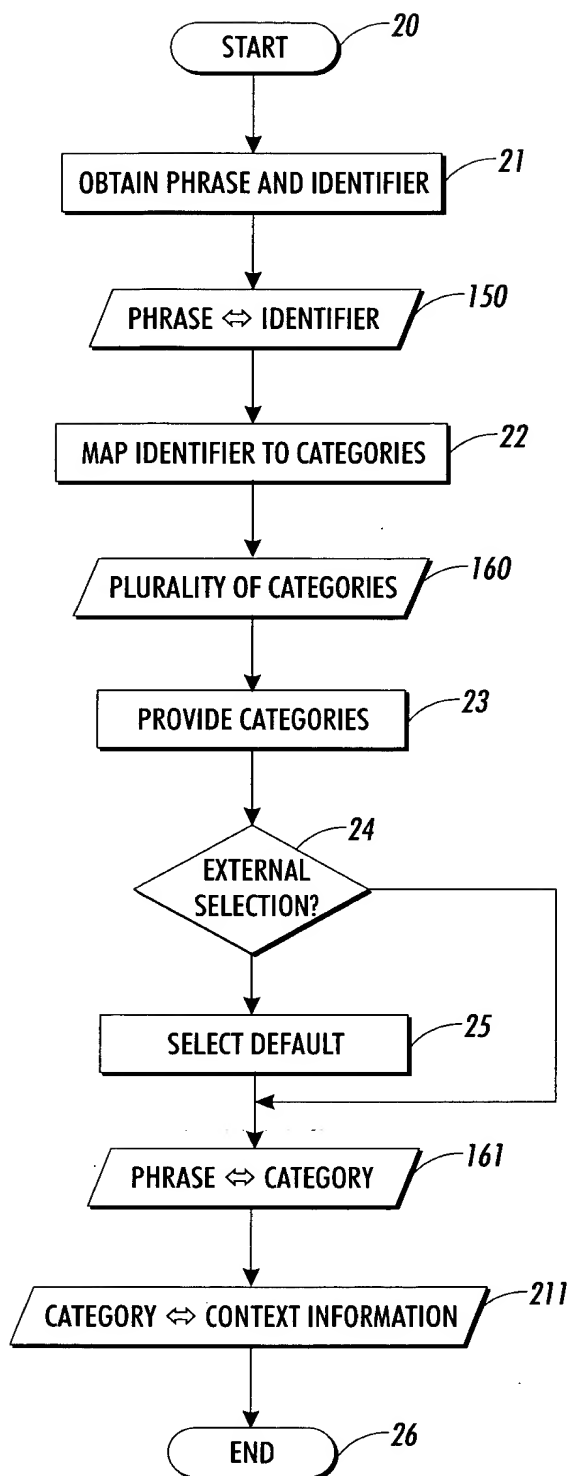 START
20
OBTAIN PHRASE AND IDENTIFIER
21
PHRASE ⇔ IDENTIFIER
150
MAP IDENTIFIER TO CATEGORIES
22
PLURALITY OF CATEGORIES
160
PROVIDE CATEGORIES
23
EXTERNAL
SELECTION?
24
SELECT DEFAULT
25
PHRASE ⇔ CATEGORY
161
CATEGORY ⇔ CONTEXT INFORMATION
211
END
26